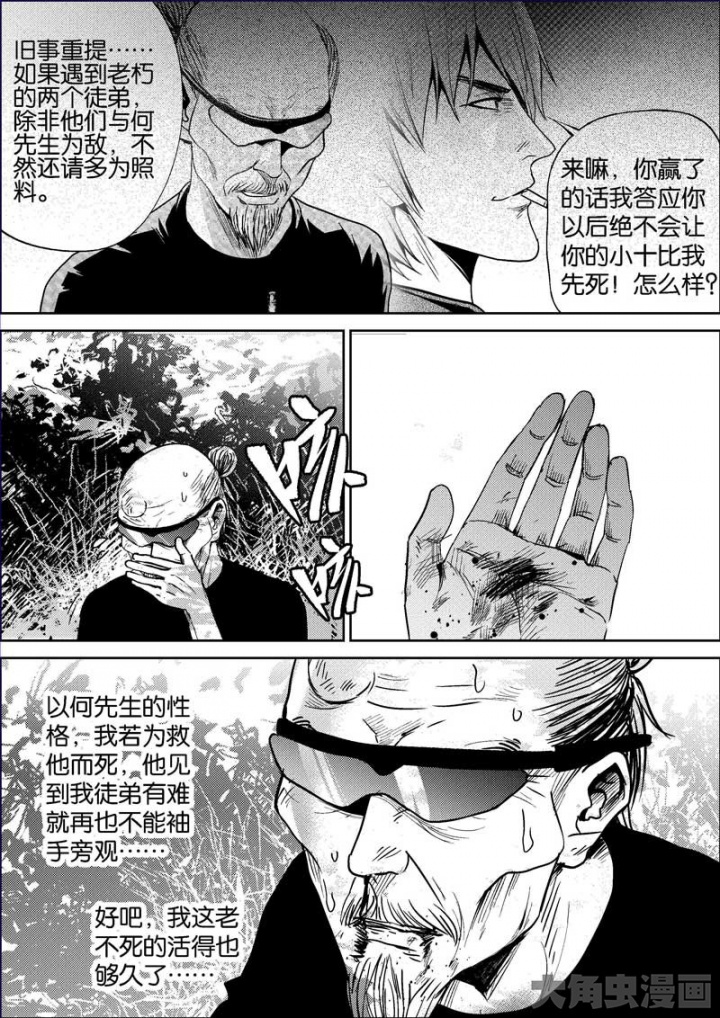 旧事重提……
如果遇到老朽
的两个徒弟，
除非他们与何
先生为敌，不
然还请多为照
料。
来嘛，你赢了
的话我答应你
以后绝不会让
你的小十比我
先死！怎么样？
咳
咳
以何先生的性
格，我若为救
他而死，他见
到我徒弟有难
就再也不能袖
手旁观……
好吧，我这老
不死的活得也
够久了……
大角虫漫画